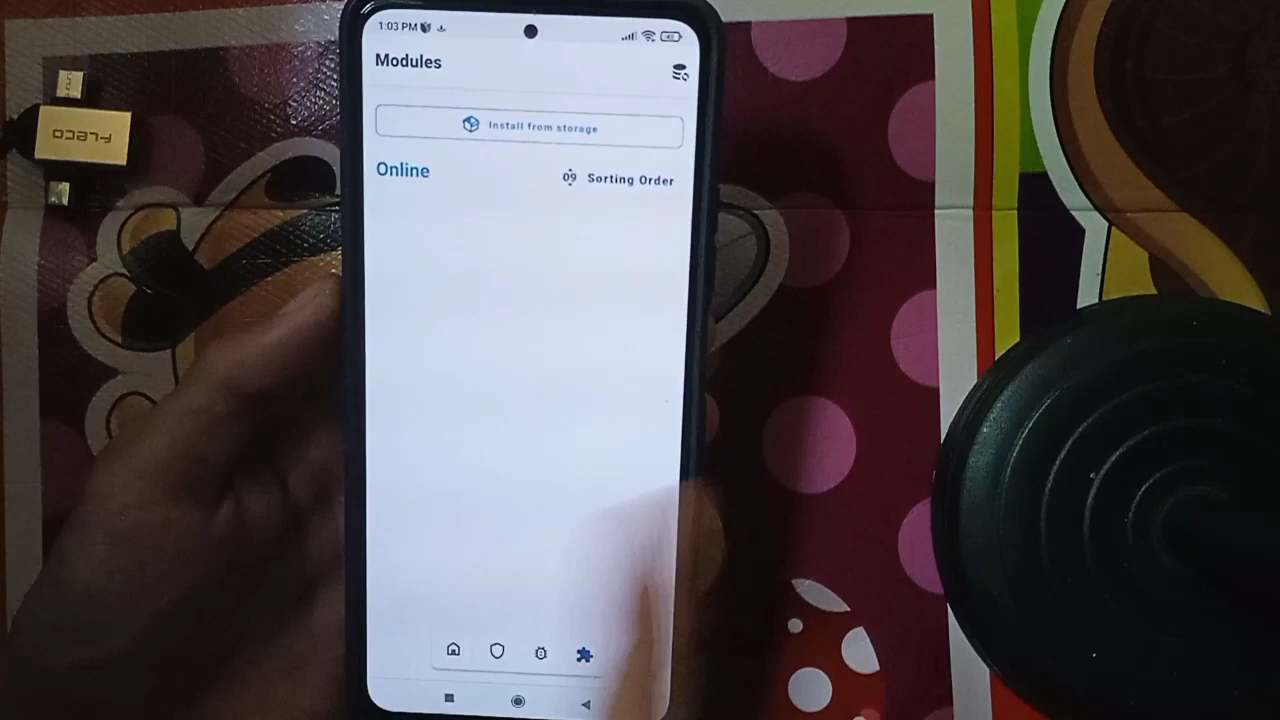 1:03 PM
Modules
Install from storage
Online
Sorting Order
FLECO